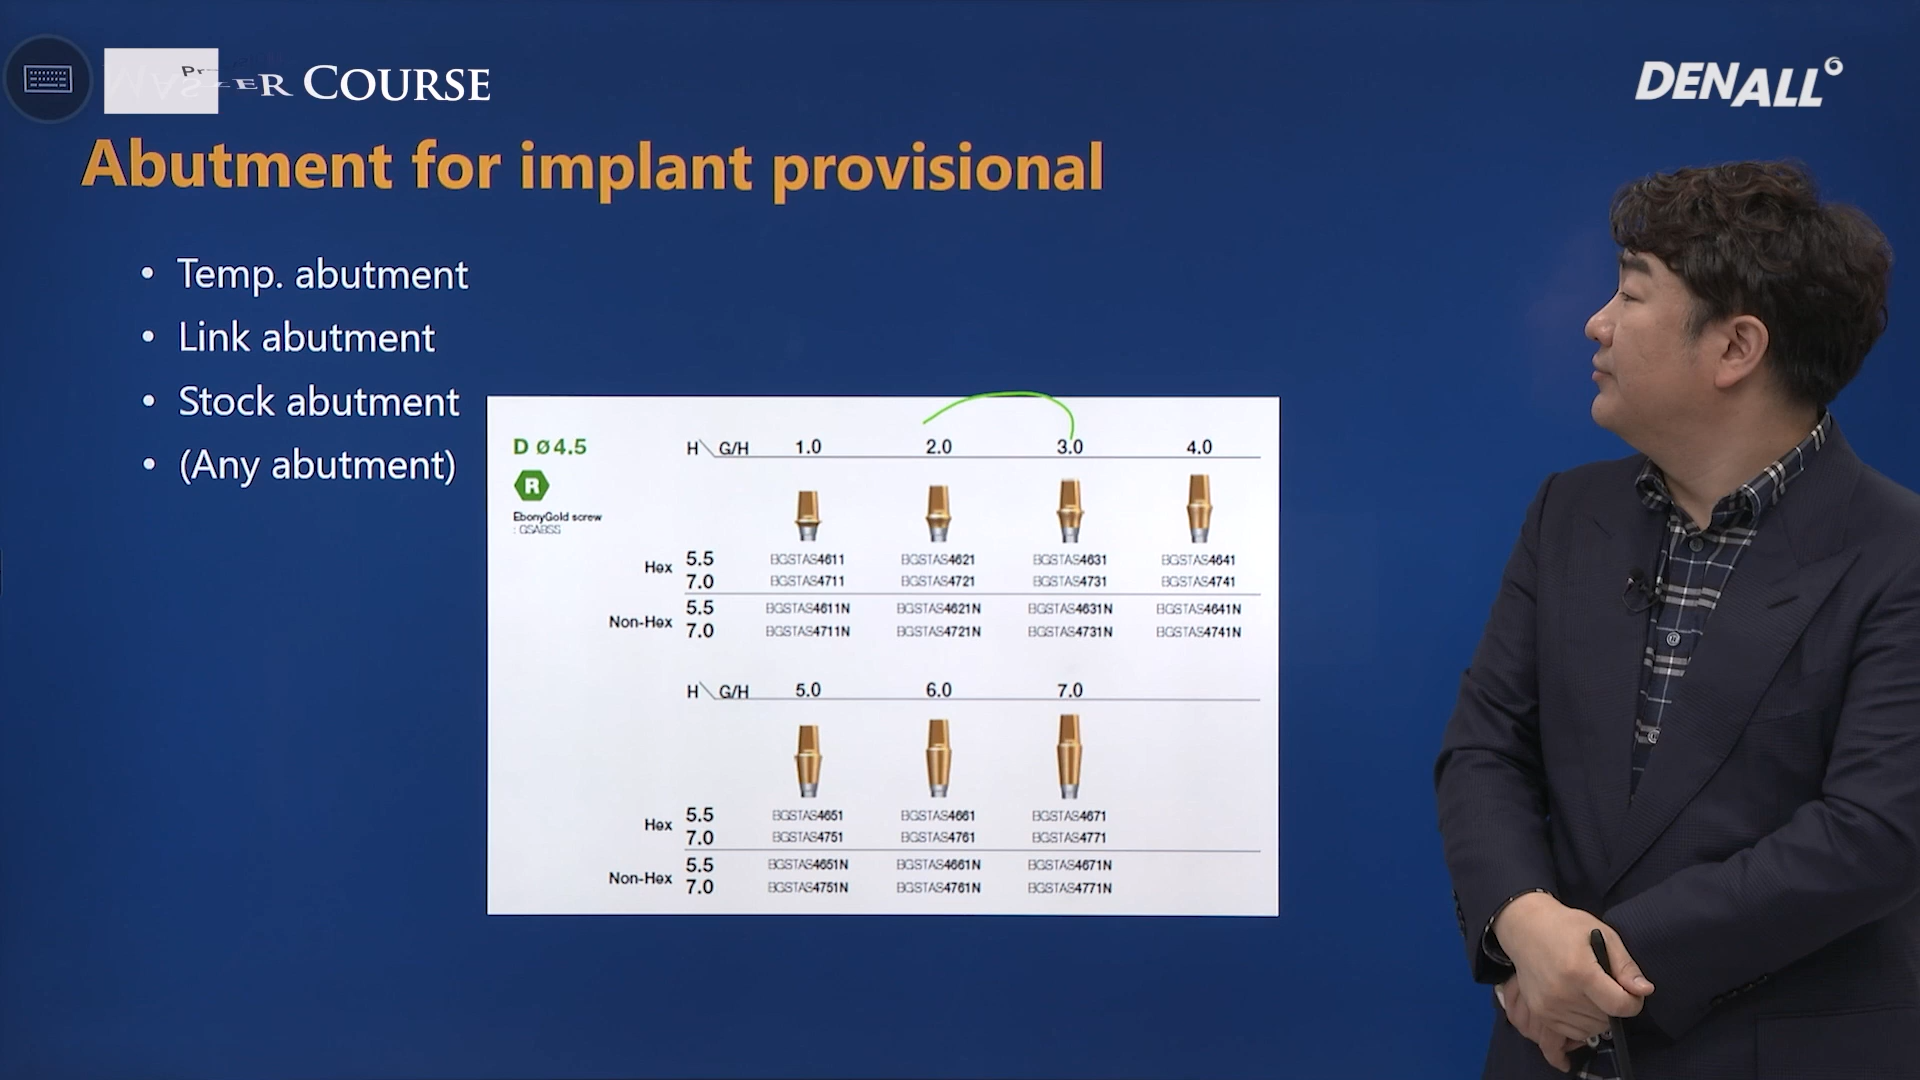 COURSE
DENALL
Abutment for implant provisional
• Temp. abutment
• Link abutment
• Stock abutment
• (Any abutment)
D Ø4.5
H\G/H 1.0 2.0 3.0 4.0
R
EbonyGold screw
: GSABSS
Hex 5.5 BGSTAS4611 BGSTAS4621 BGSTAS4631 BGSTAS4641
7.0 BGSTAS4711 BGSTAS4721 BGSTAS4731 BGSTAS4741
Non-Hex 5.5 BGSTAS4611N BGSTAS4621N BGSTAS4631N BGSTAS4641N
7.0 BGSTAS4711N BGSTAS4721N BGSTAS4731N BGSTAS4741N
H\G/H 5.0 6.0 7.0
Hex 5.5 BGSTAS4651 BGSTAS4661 BGSTAS4671
7.0 BGSTAS4751 BGSTAS4761 BGSTAS4771
Non-Hex 5.5 BGSTAS4651N BGSTAS4661N BGSTAS4671N
7.0 BGSTAS4751N BGSTAS4761N BGSTAS4771N